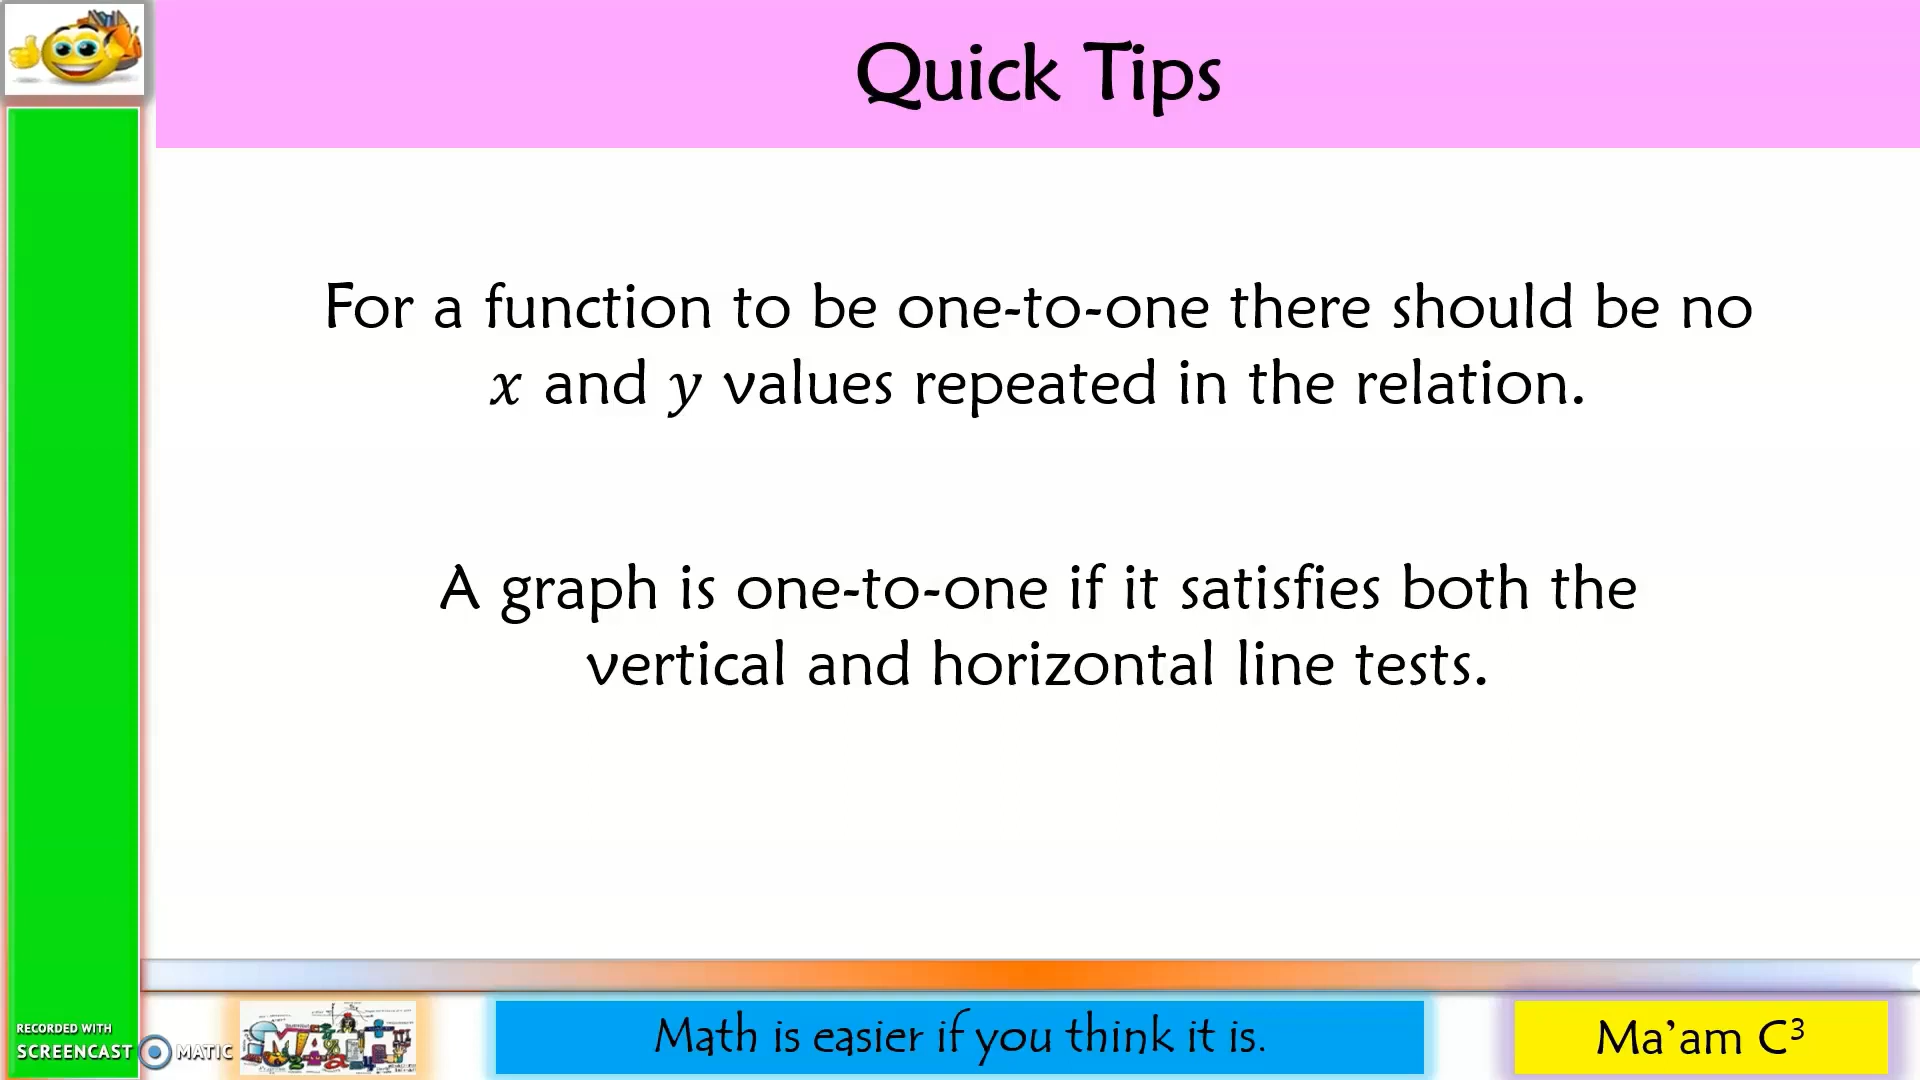 Quick Tips
For a function to be one-to-one there should be no
x and y values repeated in the relation.
A graph is one-to-one if it satisfies both the
vertical and horizontal line tests.
RECORDED WITH
SCREENCAST MATIC
MATH
Math is easier if you think it is.
Ma’am C³